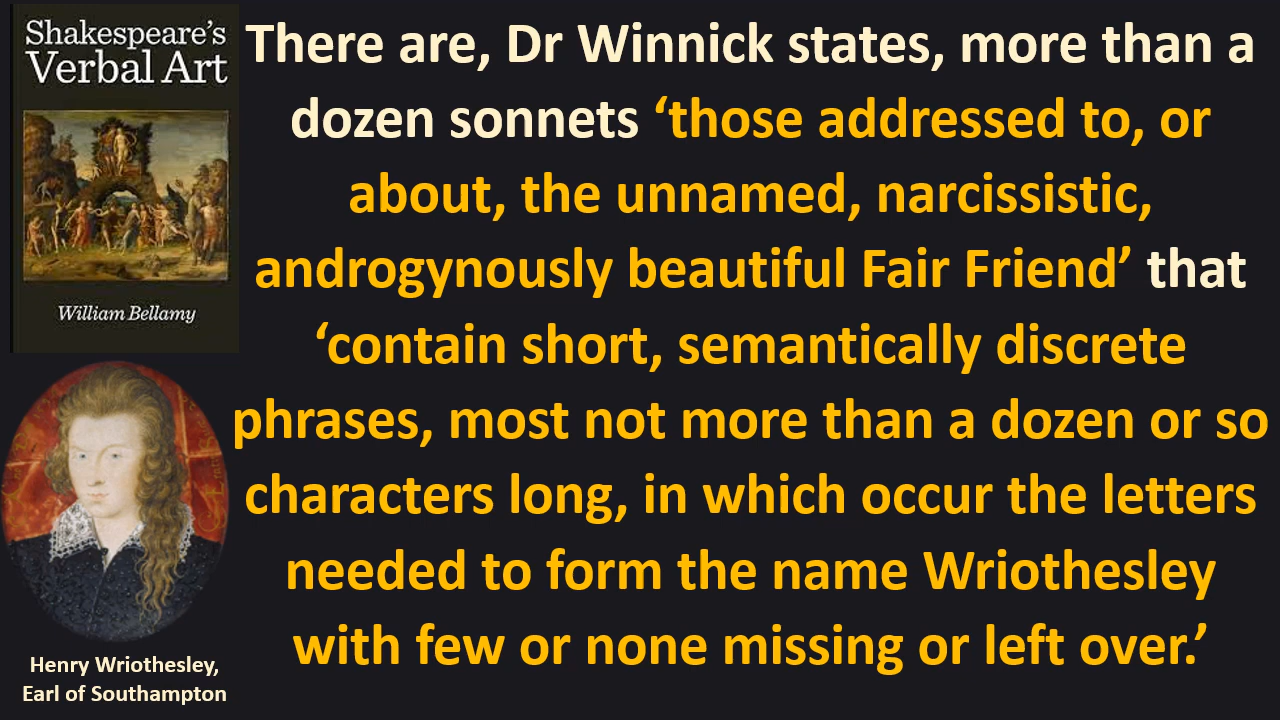 Shakespeare's
Verbal Art
William Bellamy
There are, Dr Winnick states, more than a
dozen sonnets ‘those addressed to, or
about, the unnamed, narcissistic,
androgynously beautiful Fair Friend’ that
‘contain short, semantically discrete
phrases, most not more than a dozen or so
characters long, in which occur the letters
needed to form the name Wriothesley
with few or none missing or left over.’
Henry Wriothesley,
Earl of Southampton